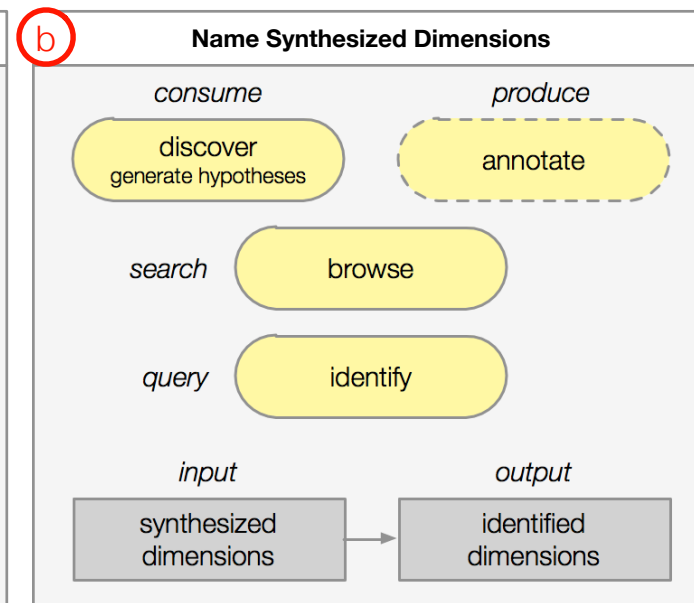 b
Name Synthesized Dimensions
consume
produce
discover
generate hypotheses
annotate
search
browse
query
identify
input
output
synthesized
dimensions
identified
dimensions